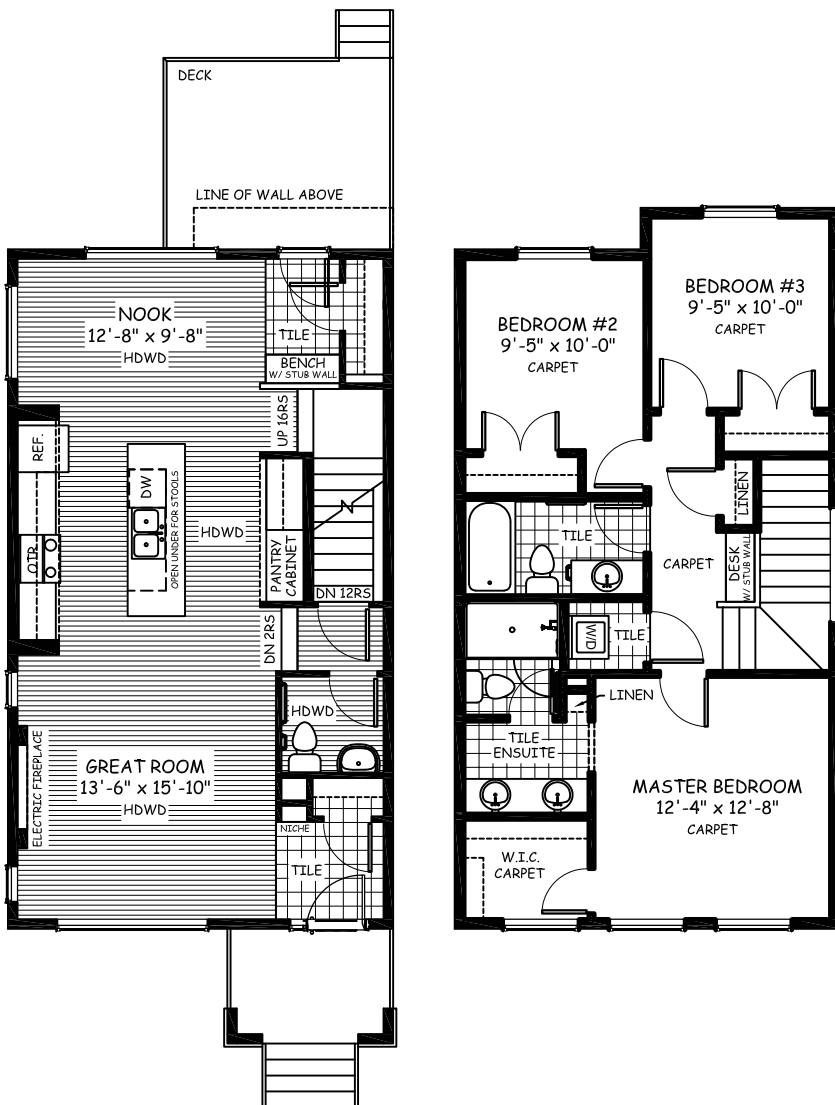 DECK
LINE OF WALL ABOVE
NOOK
12'-8" x 9'-8"
HDWD
TILE
BENCH
W/ STUB WALL
UP 16RS
REF.
DW
OPEN UNDER FOR STOOLS
HDWD
PANTRY
CABINET
OTR
DN 12RS
DN 2RS
HDWD
ELECTRIC FIREPLACE
GREAT ROOM
13'-6" x 15'-10"
HDWD
NICHE
TILE
BEDROOM #2
9'-5" x 10'-0"
CARPET
BEDROOM #3
9'-5" x 10'-0"
CARPET
LINEN
TILE
CARPET
DESK
W/ STUB WALL
W/D
TILE
LINEN
TILE
ENSUITE
MASTER BEDROOM
12'-4" x 12'-8"
CARPET
W.I.C.
CARPET